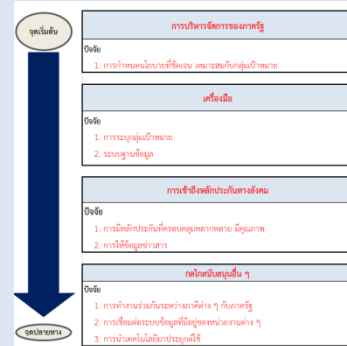 จุดเริ่มต้น
การบริหารจัดการของภาครัฐ
ปัจจัย
1. การกำหนดนโยบายที่ชัดเจน เหมาะสมกับกลุ่มเป้าหมาย
เครื่องมือ
ปัจจัย
1. การระบุกลุ่มเป้าหมาย
2. ระบบฐานข้อมูล
การเข้าถึงหลักประกันทางสังคม
ปัจจัย
1. การมีหลักประกันที่ครอบคลุมหลากหลาย มีคุณภาพ
2. การให้ข้อมูลข่าวสาร
กลไกสนับสนุนอื่น ๆ
ปัจจัย
1. การทำงานร่วมกันระหว่างภาคีต่าง ๆ กับภาครัฐ
2. การเชื่อมต่อระบบข้อมูลที่มีอยู่ของหน่วยงานต่าง ๆ
3. การนำเทคโนโลยีมาประยุกต์ใช้
จุดปลายทาง